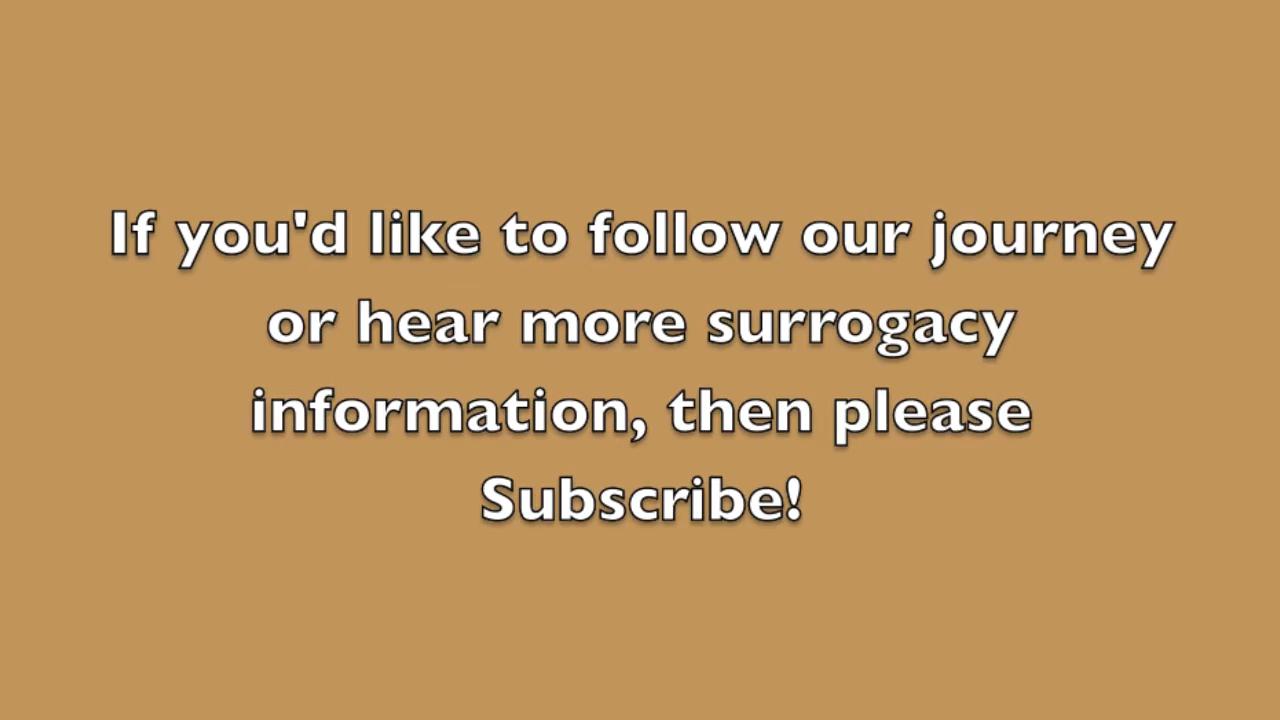 If you'd like to follow our journey
or hear more surrogacy
information, then please
Subscribe!